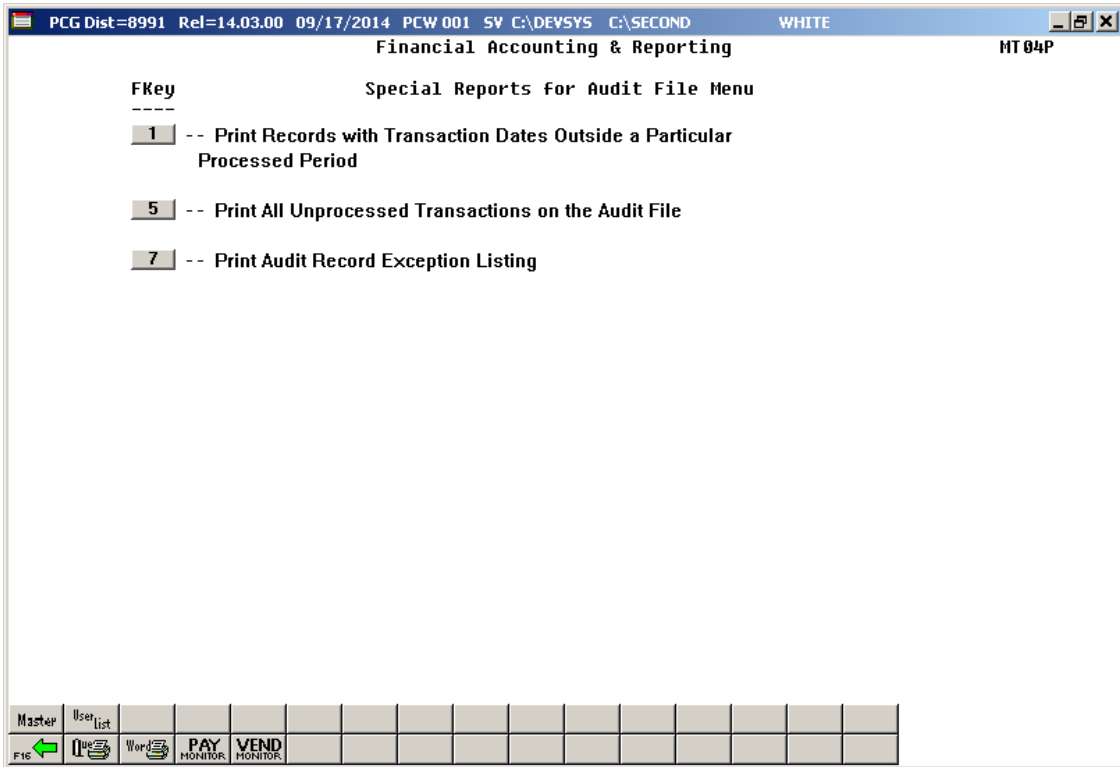 PCG Dist=8991 Rel=14.03.00 09/17/2014 PCW 001 SV C:\DEVSYS C:\SECOND WHITE
Financial Accounting & Reporting MT04P
FKey Special Reports for Audit File Menu
----
1 -- Print Records with Transaction Dates Outside a Particular
Processed Period
5 -- Print All Unprocessed Transactions on the Audit File
7 -- Print Audit Record Exception Listing
Master User List
F16 Que Word PAY MONITOR VEND MONITOR